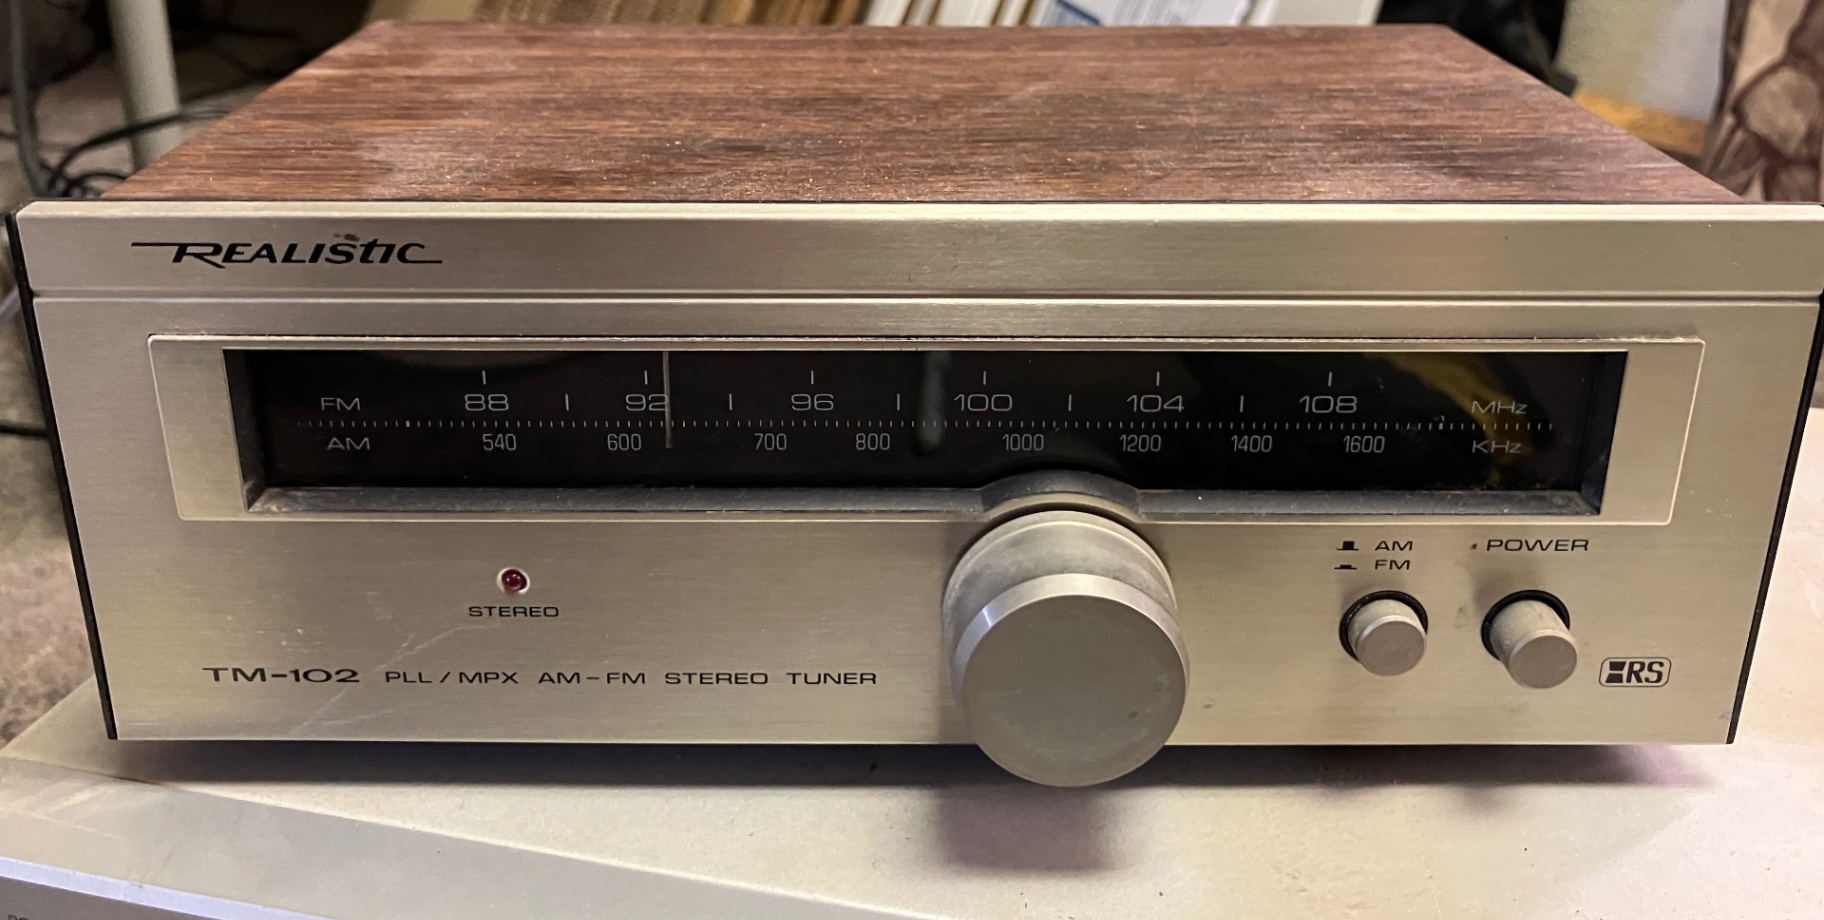 REALISTIC
FM 88 92 96 100 104 108 MHz
AM 540 600 700 800 1000 1200 1400 1600 KHz
AM
FM
POWER
STEREO
TM-102 PLL/MPX AM-FM STEREO TUNER
RS